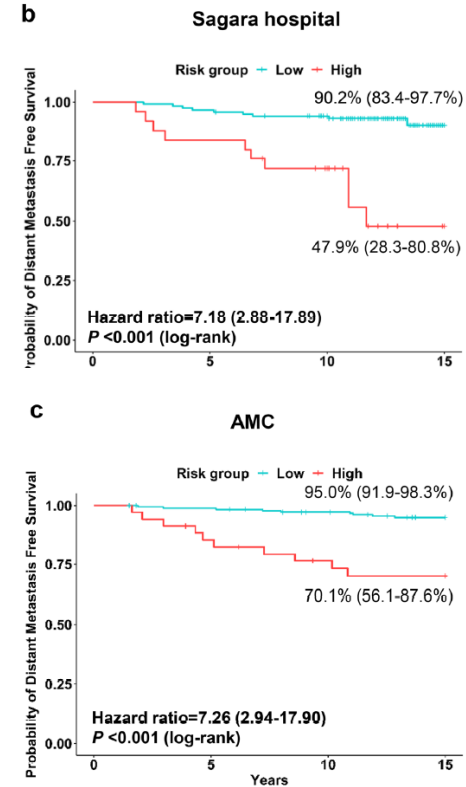 b
Sagara hospital
Risk group Low High
Probability of Distant Metastasis Free Survival
1.00
0.75
0.50
0.25
0.00
90.2% (83.4-97.7%)
47.9% (28.3-80.8%)
Hazard ratio=7.18 (2.88-17.89)
P <0.001 (log-rank)
0 5 10 15
c
AMC
Risk group Low High
Probability of Distant Metastasis Free Survival
1.00
0.75
0.50
0.25
0.00
95.0% (91.9-98.3%)
70.1% (56.1-87.6%)
Hazard ratio=7.26 (2.94-17.90)
P <0.001 (log-rank)
0 5 10 15
Years